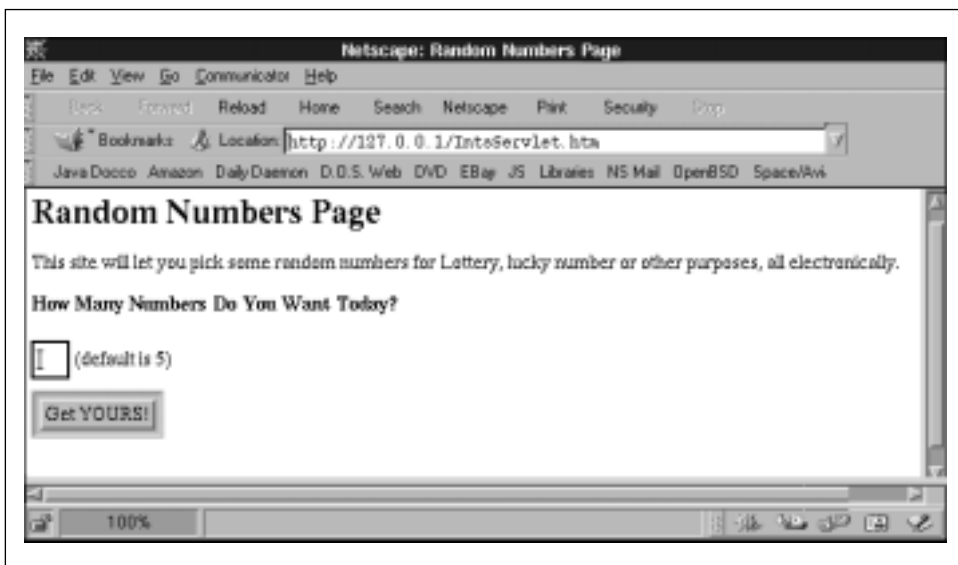 Netscape: Random Numbers Page
File Edit View Go Communicator Help
Back Forward Reload Home Search Netscape Print Security Stop
Bookmarks Location: http://127.0.0.1/IntsServlet.htm
Java Docco Amazon Daily Daemon D.O.S. Web DVD EBay JS Libraries NS Mail OpenBSD Space/Avi
Random Numbers Page
This site will let you pick some random numbers for Lottery, lucky number or other purposes, all electronically.
How Many Numbers Do You Want Today?
(default is 5)
Get YOURS!
100%